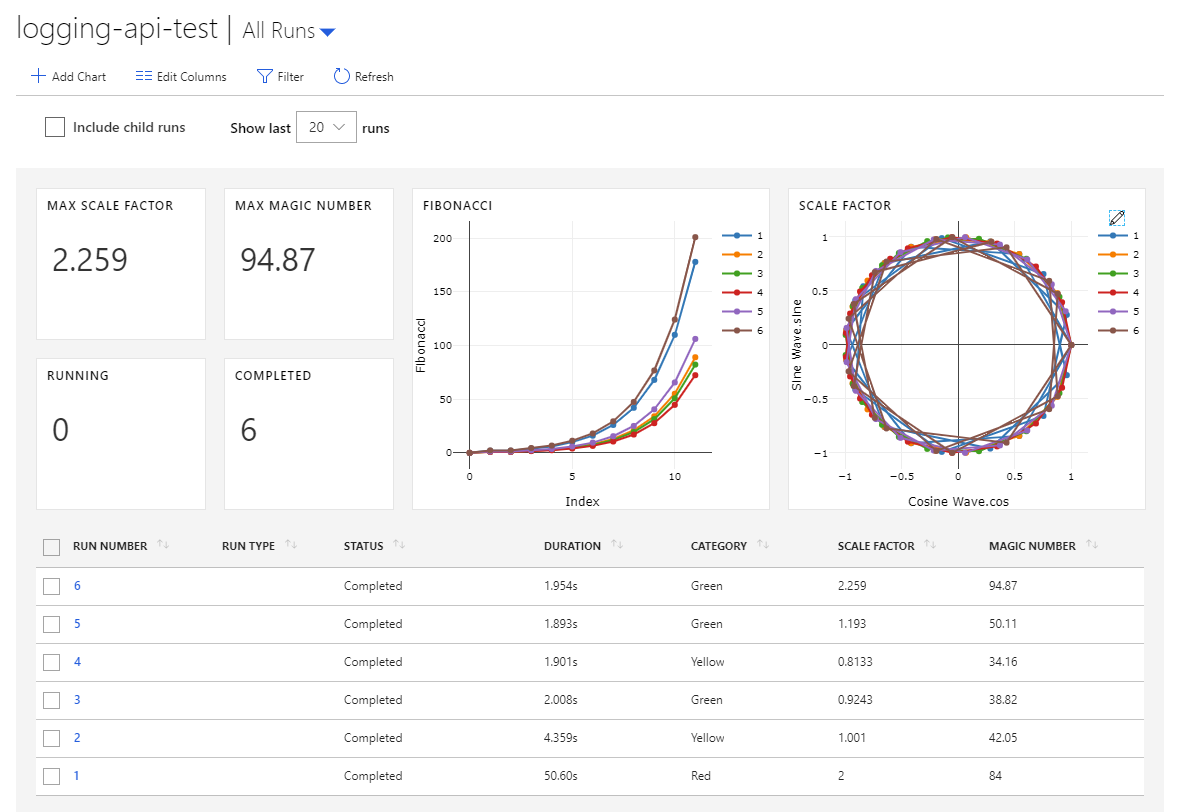 logging-api-test | All Runs
Add Chart Edit Columns Filter Refresh
Include child runs Show last 20 runs
MAX SCALE FACTOR
2.259
MAX MAGIC NUMBER
94.87
RUNNING
0
COMPLETED
6
FIBONACCI
200
150
100
50
0
Fibonacci
0 5 10
Index
1
2
3
4
5
6
SCALE FACTOR
1
0.5
0
−0.5
−1
Sine Wave.sine
−1 −0.5 0 0.5 1
Cosine Wave.cos
1
2
3
4
5
6
RUN NUMBER RUN TYPE STATUS DURATION CATEGORY SCALE FACTOR MAGIC NUMBER
6 Completed 1.954s Green 2.259 94.87
5 Completed 1.893s Green 1.193 50.11
4 Completed 1.901s Yellow 0.8133 34.16
3 Completed 2.008s Green 0.9243 38.82
2 Completed 4.359s Yellow 1.001 42.05
1 Completed 50.60s Red 2 84